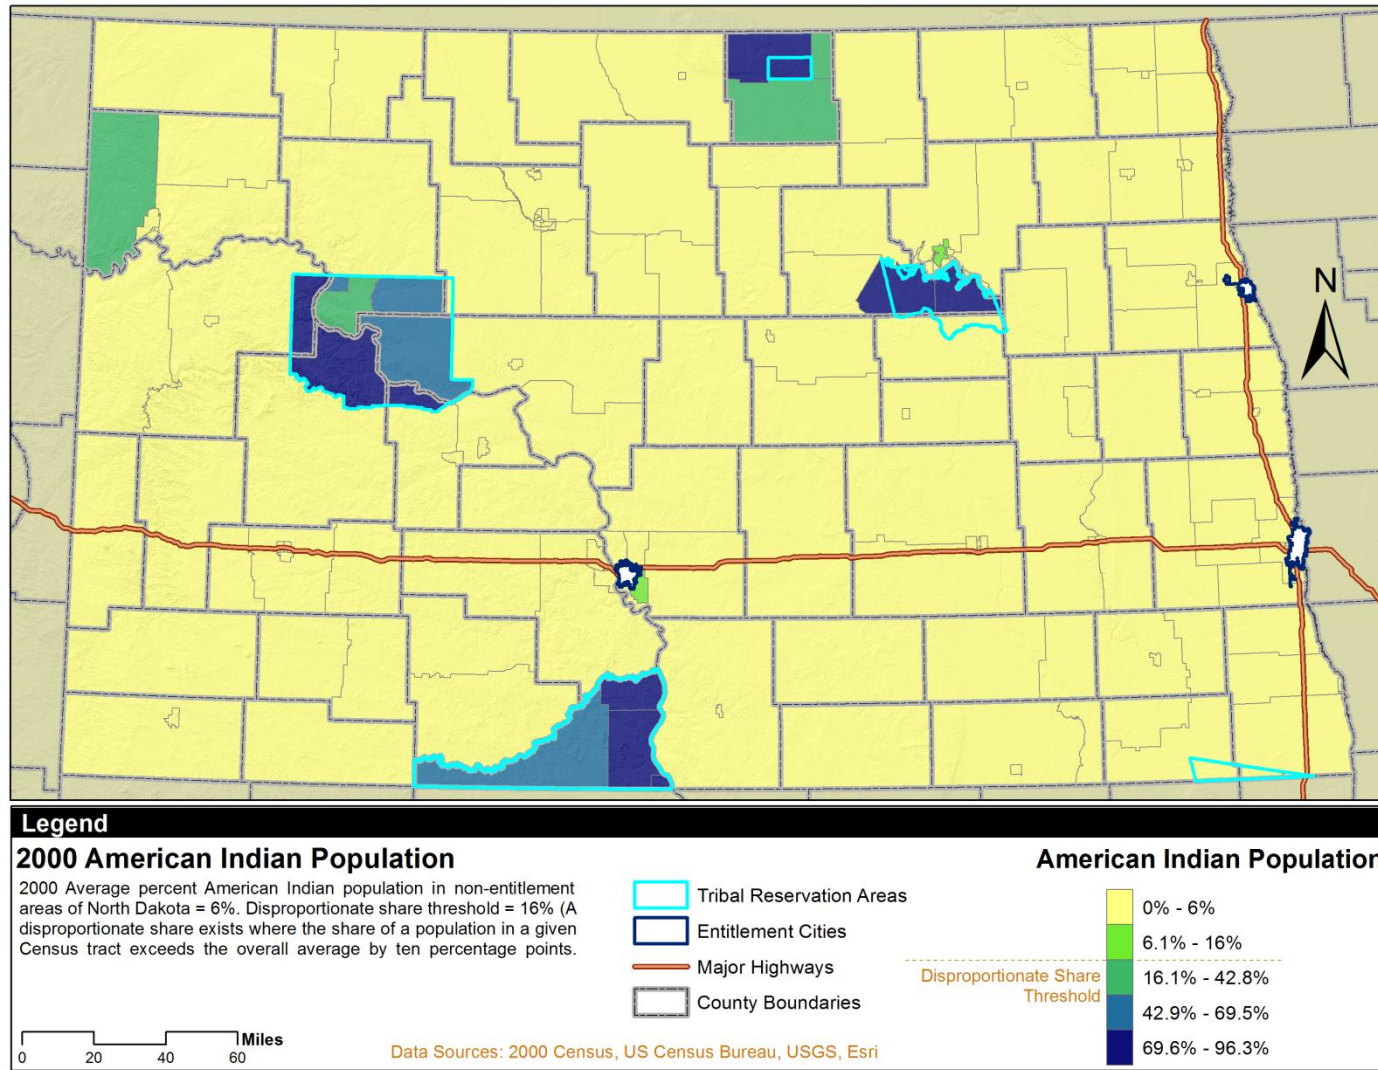 N
Legend
2000 American Indian Population
2000 Average percent American Indian population in non-entitlement
areas of North Dakota = 6%. Disproportionate share threshold = 16% (A
disproportionate share exists where the share of a population in a given
Census tract exceeds the overall average by ten percentage points.
Miles
0 20 40 60
Tribal Reservation Areas
Entitlement Cities
Major Highways
County Boundaries
Data Sources: 2000 Census, US Census Bureau, USGS, Esri
American Indian Population
0% - 6%
6.1% - 16%
Disproportionate Share
Threshold
16.1% - 42.8%
42.9% - 69.5%
69.6% - 96.3%